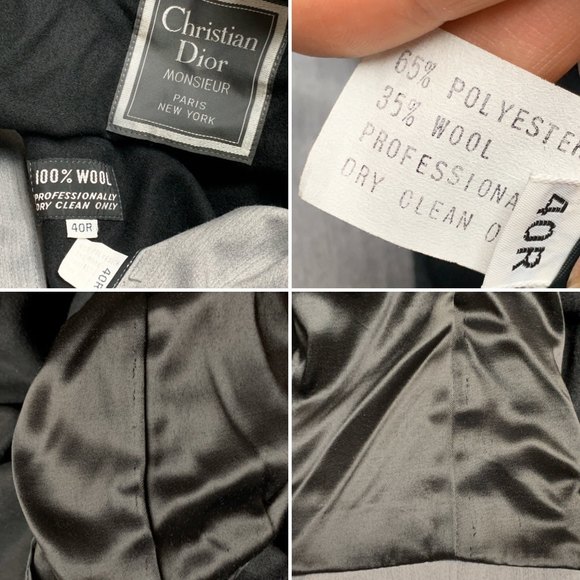 Christian
Dior
MONSIEUR
PARIS
NEW YORK
100% WOOL
PROFESSIONALLY
DRY CLEAN ONLY
40R
40R
65% POLYESTER
35% WOOL
PROFESSIONA
DRY CLEAN O
40R